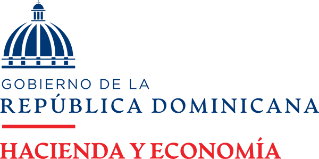 GOBIERNO DE LA
REPÚBLICA DOMINICANA
HACIENDA Y ECONOMÍA